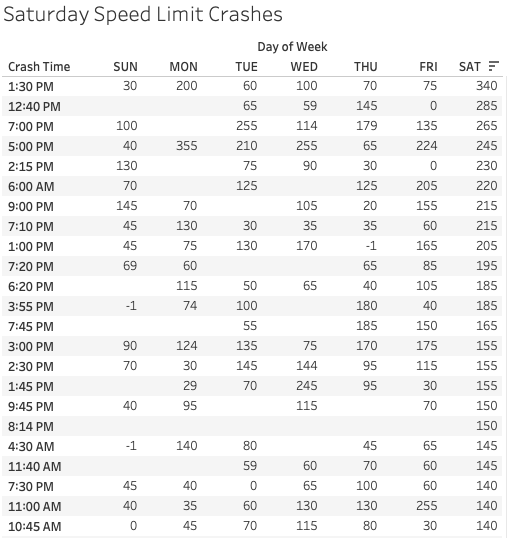 Saturday Speed Limit Crashes
Day of Week
Crash Time SUN MON TUE WED THU FRI SAT
1:30 PM 30 200 60 100 70 75 340
12:40 PM 65 59 145 0 285
7:00 PM 100 255 114 179 135 265
5:00 PM 40 355 210 255 65 224 245
2:15 PM 130 75 90 30 0 230
6:00 AM 70 125 125 205 220
9:00 PM 145 70 105 20 155 215
7:10 PM 45 130 30 35 35 60 215
1:00 PM 45 75 130 170 -1 165 205
7:20 PM 69 60 65 85 195
6:20 PM 115 50 65 40 105 185
3:55 PM -1 74 100 180 40 185
7:45 PM 55 185 150 165
3:00 PM 90 124 135 75 170 175 155
2:30 PM 70 30 145 144 95 115 155
1:45 PM 29 70 245 95 30 155
9:45 PM 40 95 115 70 150
8:14 PM 150
4:30 AM -1 140 80 45 65 145
11:40 AM 59 60 70 60 145
7:30 PM 45 40 0 65 100 60 140
11:00 AM 40 35 60 130 130 255 140
10:45 AM 0 45 70 115 80 30 140